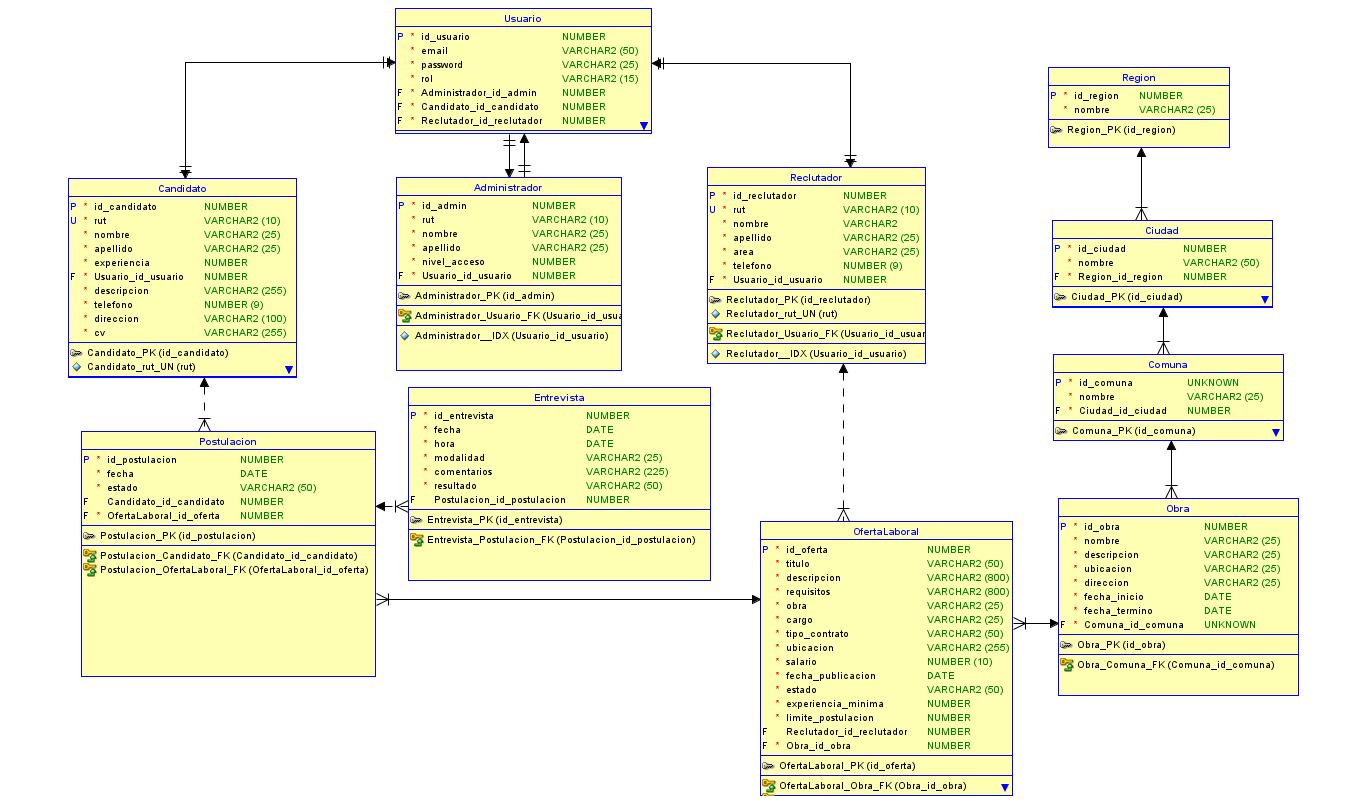 Usuario
P * id_usuario NUMBER
* email VARCHAR2 (50)
* password VARCHAR2 (25)
* rol VARCHAR2 (15)
F * Administrador_id_admin NUMBER
F * Candidato_id_candidato NUMBER
F * Reclutador_id_reclutador NUMBER
Region
P * id_region NUMBER
* nombre VARCHAR2 (25)
Region_PK (id_region)
Candidato
P * id_candidato NUMBER
U * rut VARCHAR2 (10)
* nombre VARCHAR2 (25)
* apellido VARCHAR2 (25)
* experiencia NUMBER
F * Usuario_id_usuario NUMBER
* descripcion VARCHAR2 (255)
* telefono NUMBER (9)
* direccion VARCHAR2 (100)
* cv VARCHAR2 (255)
Candidato_PK (id_candidato)
Candidato_rut_UN (rut)
Administrador
P * id_admin NUMBER
* rut VARCHAR2 (10)
* nombre VARCHAR2 (25)
* apellido VARCHAR2 (25)
* nivel_acceso NUMBER
F * Usuario_id_usuario NUMBER
Administrador_PK (id_admin)
Administrador_Usuario_FK (Usuario_id_usua
Administrador__IDX (Usuario_id_usuario)
Reclutador
P * id_reclutador NUMBER
U * rut VARCHAR2 (10)
* nombre VARCHAR2
* apellido VARCHAR2 (25)
* area VARCHAR2 (25)
* telefono NUMBER (9)
F * Usuario_id_usuario NUMBER
Reclutador_PK (id_reclutador)
Reclutador_rut_UN (rut)
Reclutador_Usuario_FK (Usuario_id_usuar
Reclutador__IDX (Usuario_id_usuario)
Ciudad
P * id_ciudad NUMBER
* nombre VARCHAR2 (50)
F * Region_id_region NUMBER
Ciudad_PK (id_ciudad)
Comuna
P * id_comuna UNKNOWN
* nombre VARCHAR2 (25)
F * Ciudad_id_ciudad NUMBER
Comuna_PK (id_comuna)
Postulacion
P * id_postulacion NUMBER
* fecha DATE
* estado VARCHAR2 (50)
F Candidato_id_candidato NUMBER
F * OfertaLaboral_id_oferta NUMBER
Postulacion_PK (id_postulacion)
Postulacion_Candidato_FK (Candidato_id_candidato)
Postulacion_OfertaLaboral_FK (OfertaLaboral_id_oferta)
Entrevista
P * id_entrevista NUMBER
* fecha DATE
* hora DATE
* modalidad VARCHAR2 (25)
* comentarios VARCHAR2 (225)
* resultado VARCHAR2 (50)
F Postulacion_id_postulacion NUMBER
Entrevista_PK (id_entrevista)
Entrevista_Postulacion_FK (Postulacion_id_postulacion)
OfertaLaboral
P * id_oferta NUMBER
* titulo VARCHAR2 (50)
* descripcion VARCHAR2 (800)
* requisitos VARCHAR2 (800)
* obra VARCHAR2 (25)
* cargo VARCHAR2 (25)
* tipo_contrato VARCHAR2 (50)
* ubicacion VARCHAR2 (255)
* salario NUMBER (10)
* fecha_publicacion DATE
* estado VARCHAR2 (50)
* experiencia_minima NUMBER
* limite_postulacion NUMBER
F Reclutador_id_reclutador NUMBER
F * Obra_id_obra NUMBER
OfertaLaboral_PK (id_oferta)
OfertaLaboral_Obra_FK (Obra_id_obra)
Obra
P * id_obra NUMBER
* nombre VARCHAR2 (25)
* descripcion VARCHAR2 (25)
* ubicacion VARCHAR2 (25)
* direccion VARCHAR2 (25)
* fecha_inicio DATE
* fecha_termino DATE
F * Comuna_id_comuna UNKNOWN
Obra_PK (id_obra)
Obra_Comuna_FK (Comuna_id_comuna)